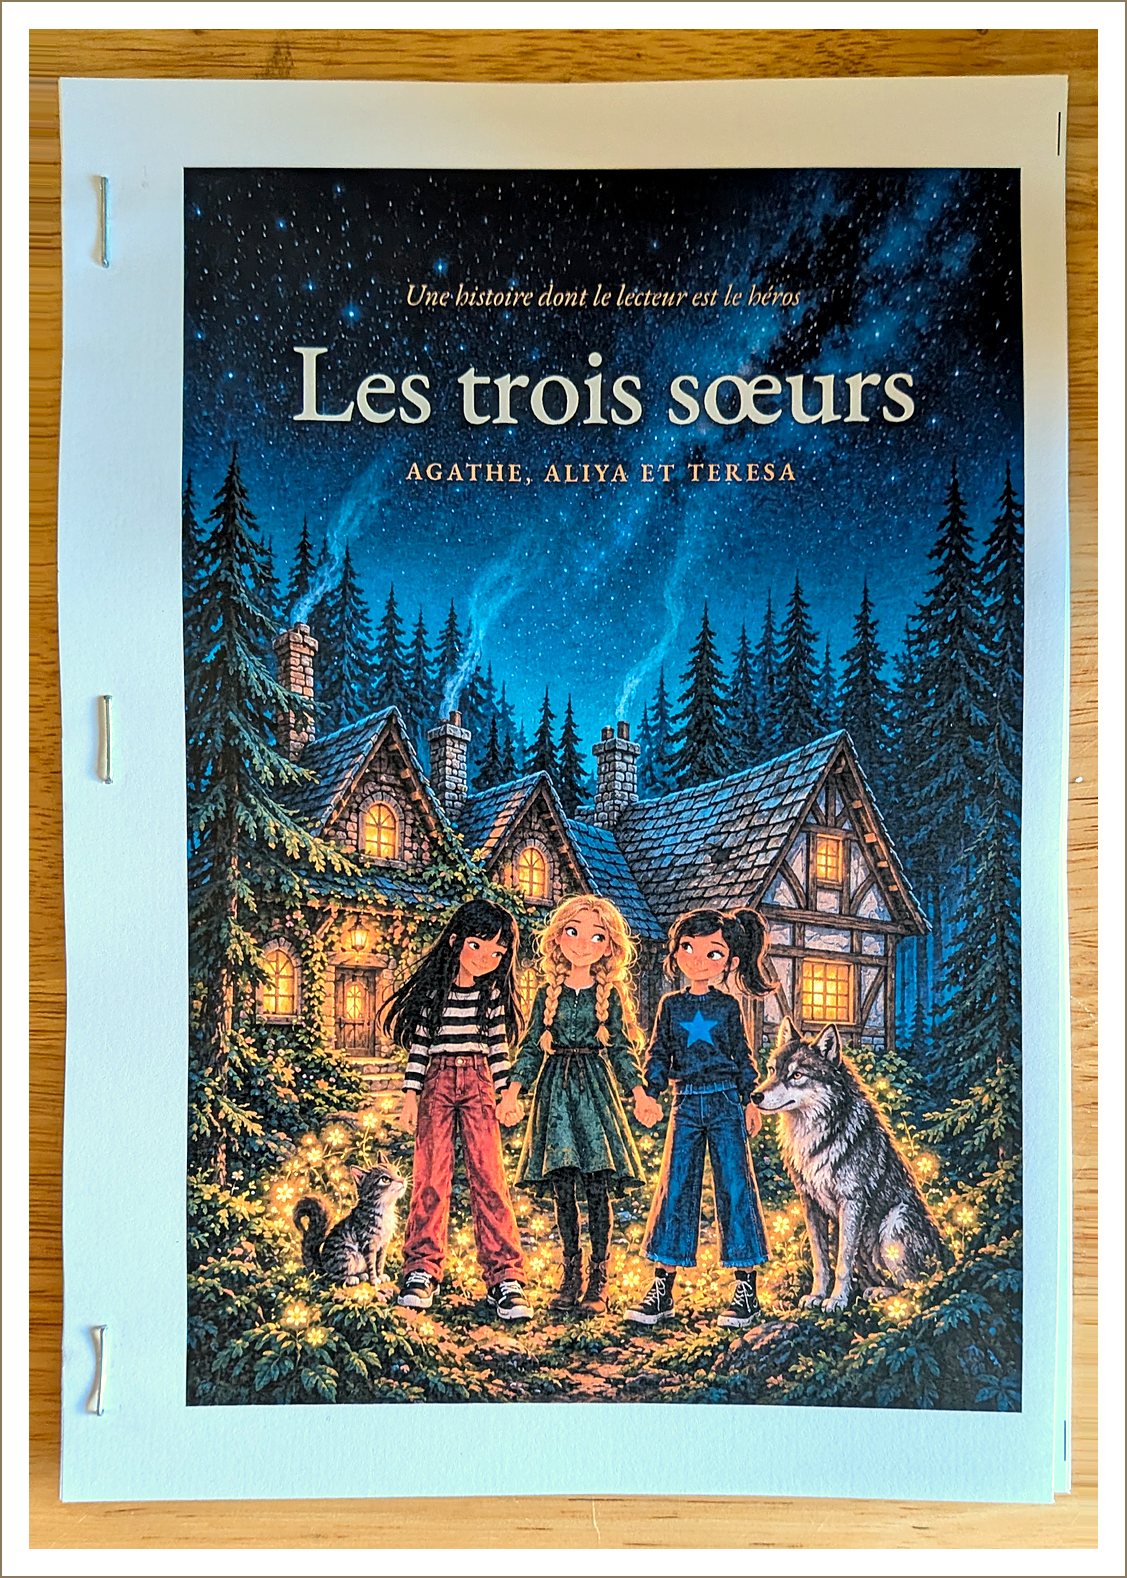 Une histoire dont le lecteur est le héros
Les trois sœurs
AGATHE, ALIYA ET TERESA